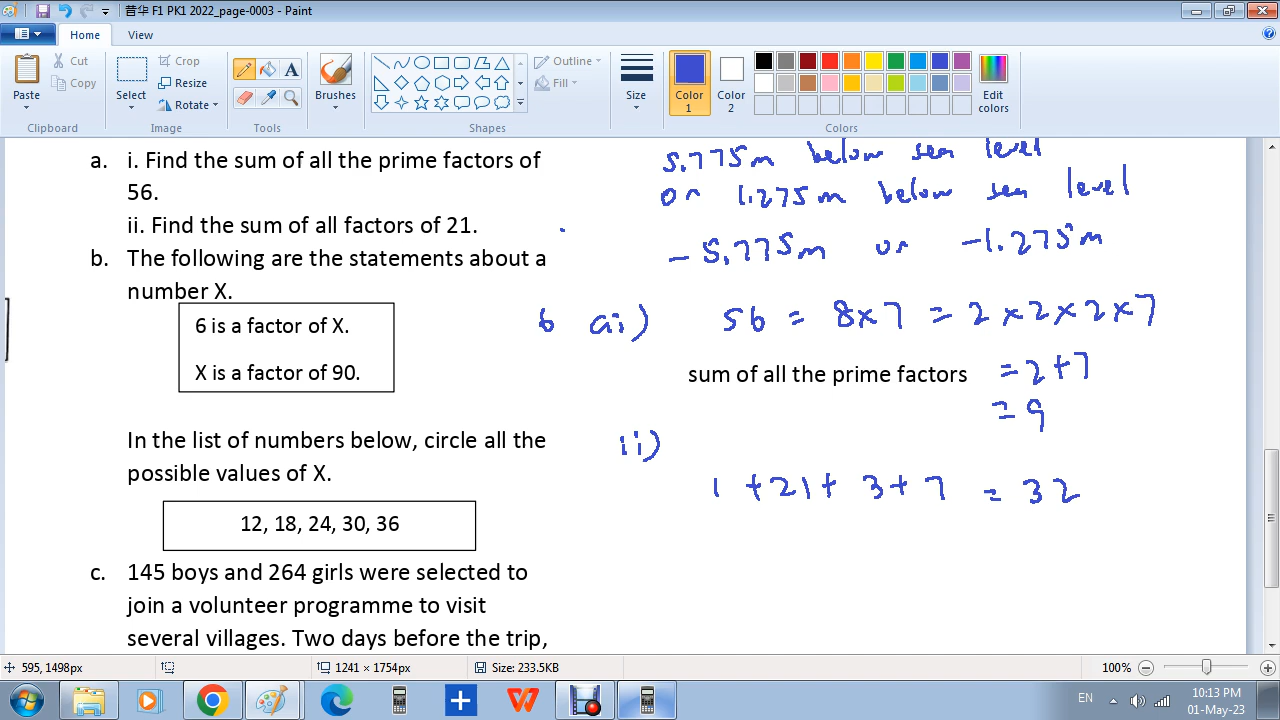 昔华 F1 PK1 2022_page-0003 - Paint
Home View
Paste
Cut
Copy
Clipboard
Select
Crop
Resize
Rotate
Image
A
Tools
Brushes
Shapes
Outline
Fill
Size
Color 1
Color 2
Edit colors
Colors
a. i. Find the sum of all the prime factors of
56.
ii. Find the sum of all factors of 21.
b. The following are the statements about a
number X.
6 is a factor of X.
X is a factor of 90.
In the list of numbers below, circle all the
possible values of X.
12, 18, 24, 30, 36
c. 145 boys and 264 girls were selected to
join a volunteer programme to visit
several villages. Two days before the trip,
5.775m below sea level
or 1.275m below sea level
-5.775m or -1.275m
6 ai) 56 = 8×7 = 2×2×2×7
sum of all the prime factors = 2+7
= 9
ii)
1 +21+ 3+7 = 32
595, 1498px
1241 × 1754px
Size: 233.5KB
100%
EN
10:13 PM
01-May-23